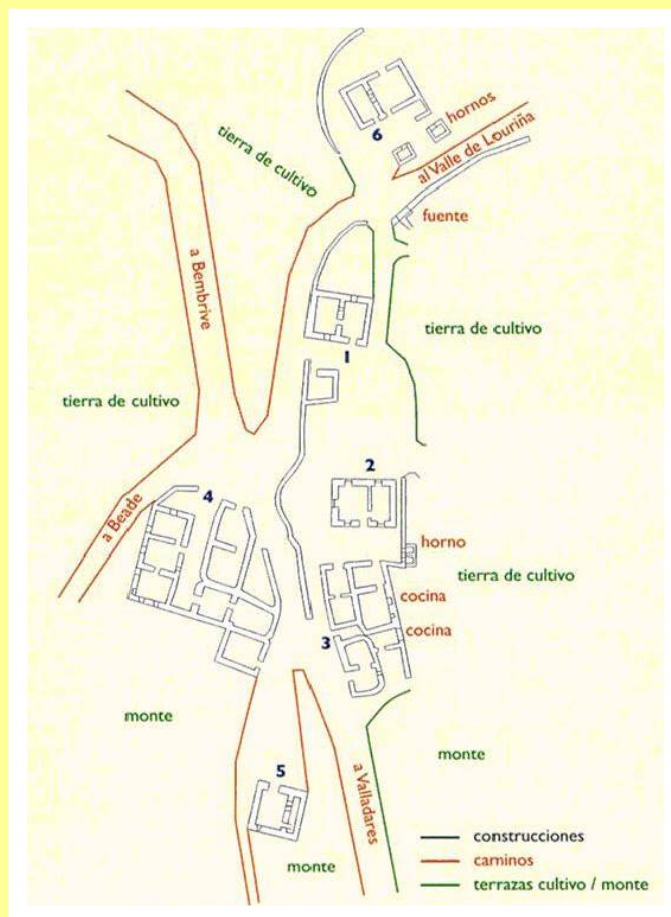 hornos
6
al Valle de Louriña
tierra de cultivo
fuente
a Bembrive
1
tierra de cultivo
tierra de cultivo
2
4
a Beade
horno
tierra de cultivo
cocina
cocina
3
monte
monte
5
a Valladares
monte
construcciones
caminos
terrazas cultivo / monte